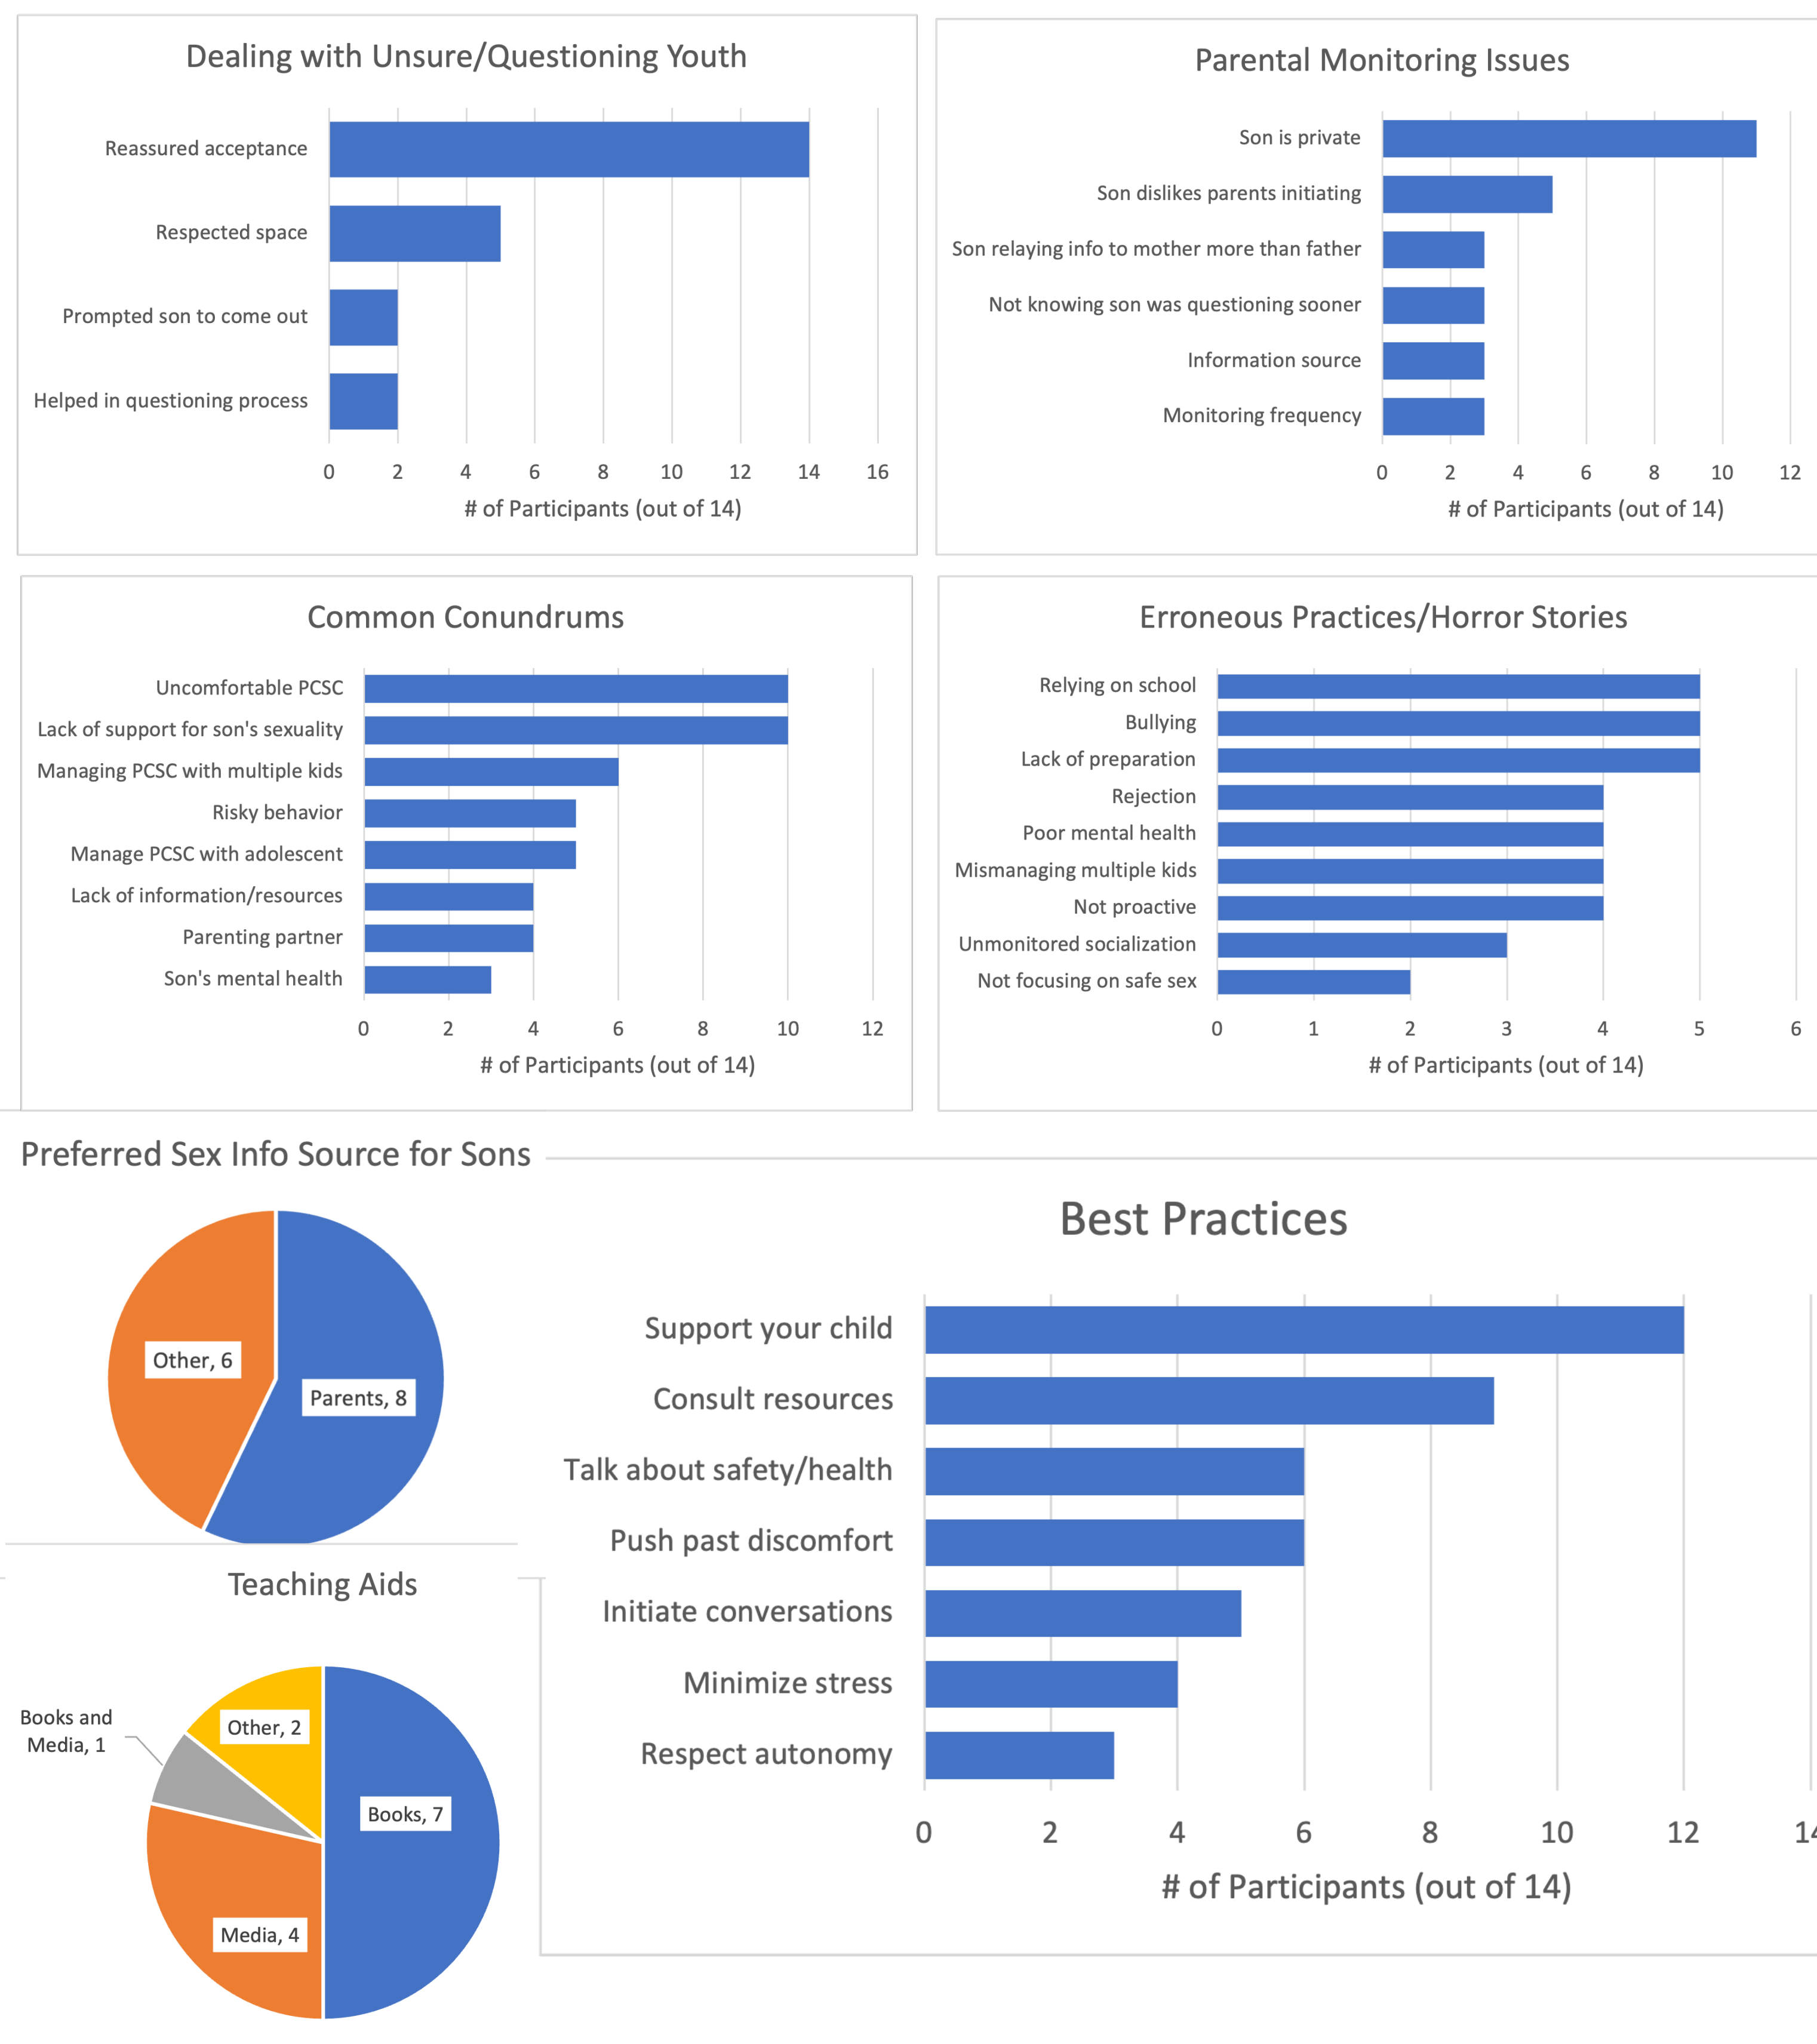 Dealing with Unsure/Questioning Youth
Reassured acceptance
Respected space
Prompted son to come out
Helped in questioning process
0 2 4 6 8 10 12 14 16
# of Participants (out of 14)
Parental Monitoring Issues
Son is private
Son dislikes parents initiating
Son relaying info to mother more than father
Not knowing son was questioning sooner
Information source
Monitoring frequency
0 2 4 6 8 10 12
# of Participants (out of 14)
Common Conundrums
Uncomfortable PCSC
Lack of support for son's sexuality
Managing PCSC with multiple kids
Risky behavior
Manage PCSC with adolescent
Lack of information/resources
Parenting partner
Son's mental health
0 2 4 6 8 10 12
# of Participants (out of 14)
Erroneous Practices/Horror Stories
Relying on school
Bullying
Lack of preparation
Rejection
Poor mental health
Mismanaging multiple kids
Not proactive
Unmonitored socialization
Not focusing on safe sex
0 1 2 3 4 5 6
# of Participants (out of 14)
Preferred Sex Info Source for Sons
Other, 6
Parents, 8
Teaching Aids
Books and
Media, 1
Other, 2
Books, 7
Media, 4
Best Practices
Support your child
Consult resources
Talk about safety/health
Push past discomfort
Initiate conversations
Minimize stress
Respect autonomy
0 2 4 6 8 10 12 14
# of Participants (out of 14)